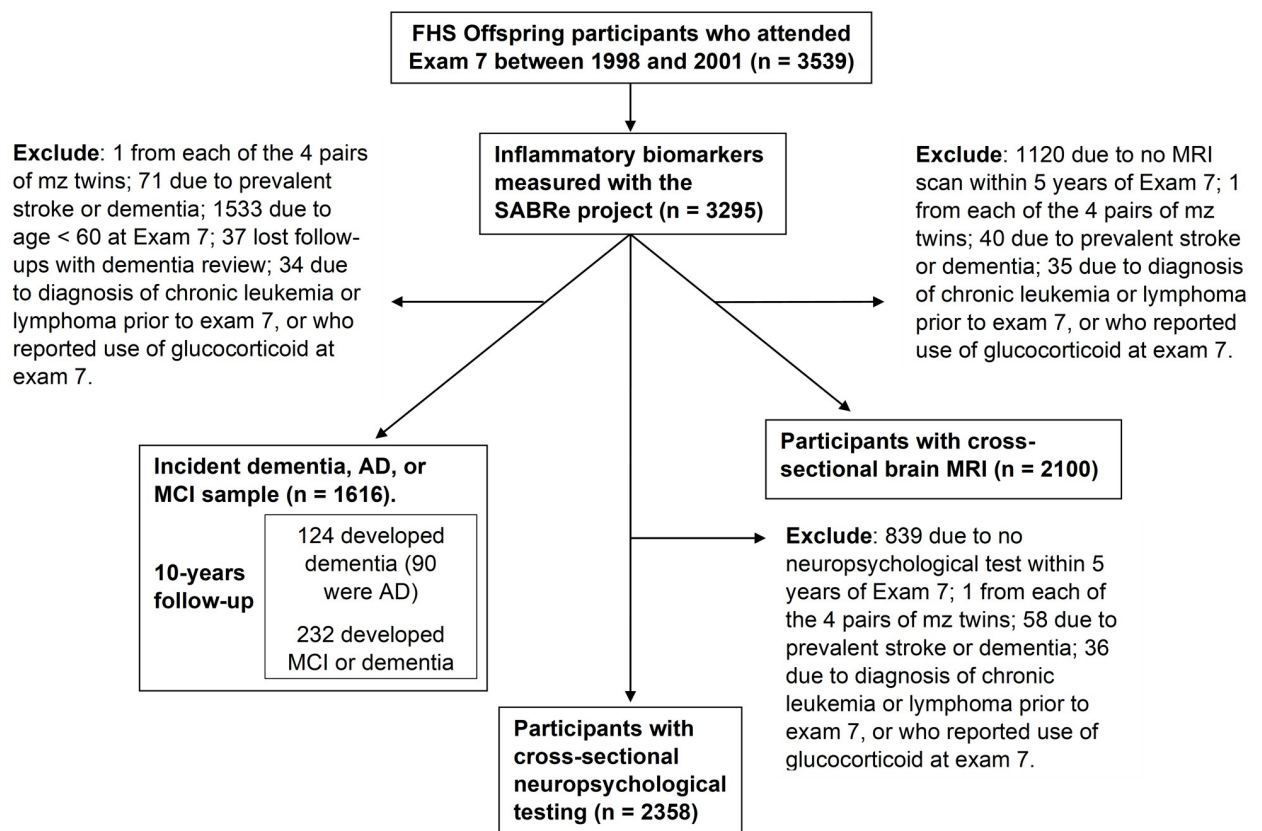 FHS Offspring participants who attended
Exam 7 between 1998 and 2001 (n = 3539)
Inflammatory biomarkers
measured with the
SABRe project (n = 3295)
Exclude: 1 from each of the 4 pairs
of mz twins; 71 due to prevalent
stroke or dementia; 1533 due to
age < 60 at Exam 7; 37 lost follow-
ups with dementia review; 34 due
to diagnosis of chronic leukemia or
lymphoma prior to exam 7, or who
reported use of glucocorticoid at
exam 7.
Exclude: 1120 due to no MRI
scan within 5 years of Exam 7; 1
from each of the 4 pairs of mz
twins; 40 due to prevalent stroke
or dementia; 35 due to diagnosis
of chronic leukemia or lymphoma
prior to exam 7, or who reported
use of glucocorticoid at exam 7.
Incident dementia, AD, or
MCI sample (n = 1616).
10-years
follow-up
124 developed
dementia (90
were AD)
232 developed
MCI or dementia
Participants with cross-
sectional brain MRI (n = 2100)
Exclude: 839 due to no
neuropsychological test within 5
years of Exam 7; 1 from each of
the 4 pairs of mz twins; 58 due to
prevalent stroke or dementia; 36
due to diagnosis of chronic
leukemia or lymphoma prior to
exam 7, or who reported use of
glucocorticoid at exam 7.
Participants with
cross-sectional
neuropsychological
testing (n = 2358)